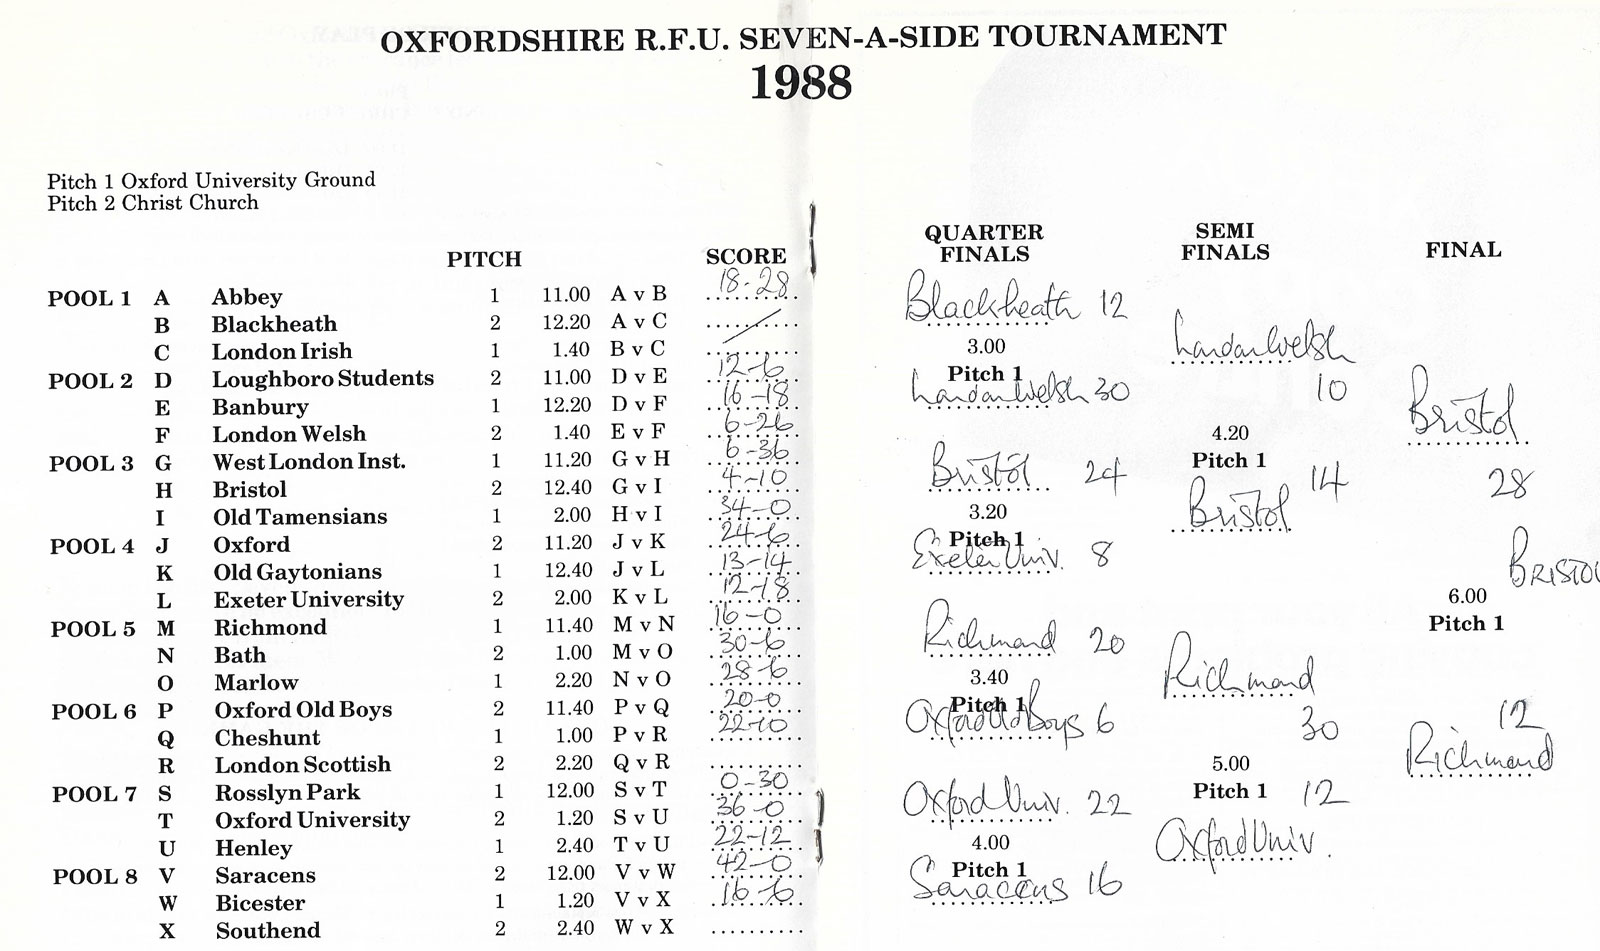 OXFORDSHIRE R.F.U. SEVEN-A-SIDE TOURNAMENT
1988
Pitch 1 Oxford University Ground
Pitch 2 Christ Church
PITCH SCORE
POOL 1 A Abbey 1 11.00 A v B 18-28
B Blackheath 2 12.20 A v C
C London Irish 1 1.40 B v C
POOL 2 D Loughboro Students 2 11.00 D v E 12-6
E Banbury 1 12.20 D v F 16-18
F London Welsh 2 1.40 E v F 6-26
POOL 3 G West London Inst. 1 11.20 G v H 6-36
H Bristol 2 12.40 G v I 4-10
I Old Tamensians 1 2.00 H v I 34-0
POOL 4 J Oxford 2 11.20 J v K 24-6
K Old Gaytonians 1 12.40 J v L 13-14
L Exeter University 2 2.00 K v L 12-18
POOL 5 M Richmond 1 11.40 M v N 16-0
N Bath 2 1.00 M v O 30-6
O Marlow 1 2.20 N v O 28-6
POOL 6 P Oxford Old Boys 2 11.40 P v Q 20-0
Q Cheshunt 1 1.00 P v R 22-10
R London Scottish 2 2.20 Q v R
POOL 7 S Rosslyn Park 1 12.00 S v T 0-30
T Oxford University 2 1.20 S v U 36-0
U Henley 1 2.40 T v U 22-12
POOL 8 V Saracens 2 12.00 V v W 42-0
W Bicester 1 1.20 V v X 16-6
X Southend 2 2.40 W v X
QUARTER
FINALS
Blackheath 12
3.00
Pitch 1
London Welsh 30
Bristol 24
3.20
Pitch 1
Exeter Univ. 8
Richmond 20
3.40
Pitch 1
Oxford Old Boys 6
Oxford Univ. 22
4.00
Pitch 1
Saracens 16
SEMI
FINALS
London Welsh
10
4.20
Pitch 1
14
Bristol
Richmond
30
5.00
Pitch 1
12
Oxford Univ.
FINAL
Bristol
28
BRISTOL
6.00
Pitch 1
12
Richmond